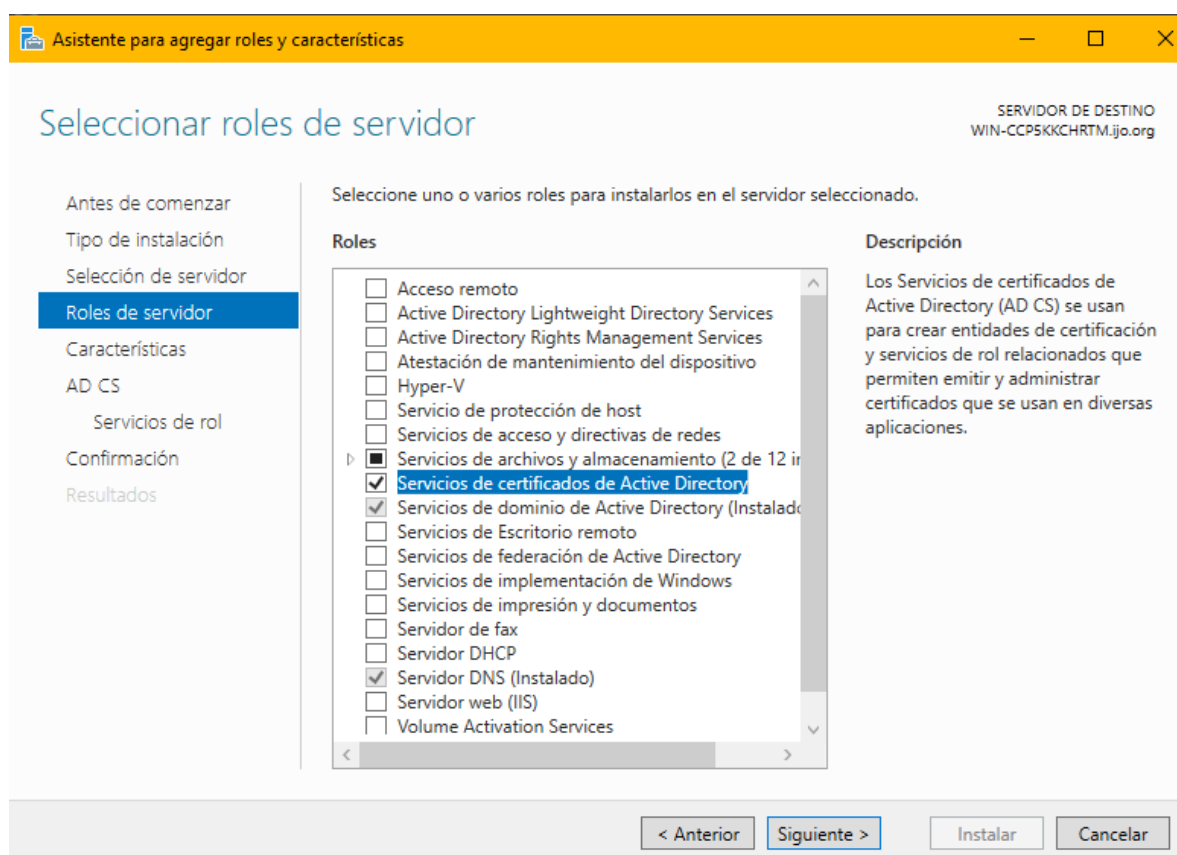 Asistente para agregar roles y características
Seleccionar roles de servidor
SERVIDOR DE DESTINO
WIN-CCP5KKCHRTM.ijo.org
Antes de comenzar
Tipo de instalación
Selección de servidor
Roles de servidor
Características
AD CS
Servicios de rol
Confirmación
Resultados
Seleccione uno o varios roles para instalarlos en el servidor seleccionado.
Roles
Acceso remoto
Active Directory Lightweight Directory Services
Active Directory Rights Management Services
Atestación de mantenimiento del dispositivo
Hyper-V
Servicio de protección de host
Servicios de acceso y directivas de redes
Servicios de archivos y almacenamiento (2 de 12 in
Servicios de certificados de Active Directory
Servicios de dominio de Active Directory (Instalado
Servicios de Escritorio remoto
Servicios de federación de Active Directory
Servicios de implementación de Windows
Servicios de impresión y documentos
Servidor de fax
Servidor DHCP
Servidor DNS (Instalado)
Servidor web (IIS)
Volume Activation Services
Descripción
Los Servicios de certificados de
Active Directory (AD CS) se usan
para crear entidades de certificación
y servicios de rol relacionados que
permiten emitir y administrar
certificados que se usan en diversas
aplicaciones.
< Anterior
Siguiente >
Instalar
Cancelar